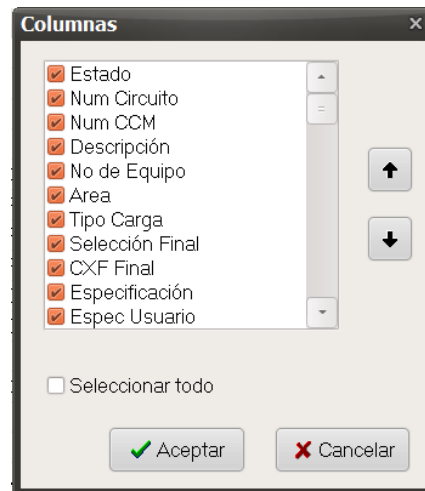 Columnas
Estado
Num Circuito
Num CCM
Descripción
No de Equipo
Area
Tipo Carga
Selección Final
CXF Final
Especificación
Espec Usuario
Seleccionar todo
Aceptar
Cancelar